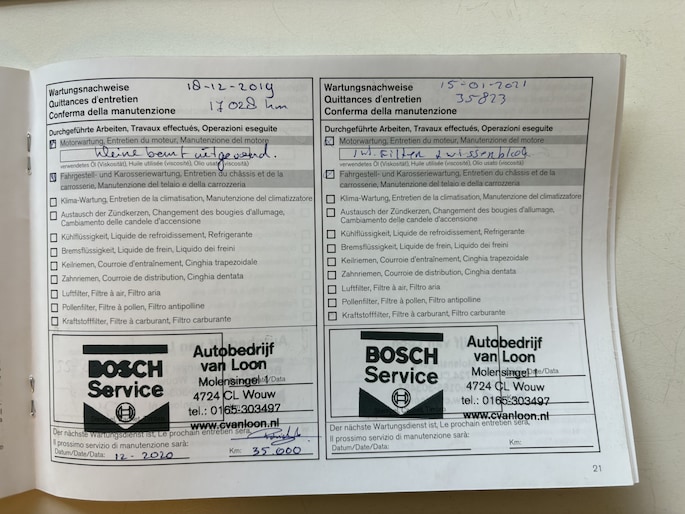 Wartungsnachweise
Quittances d'entretien
Conferma della manutenzione
18-12-2019
17028 km
Durchgeführte Arbeiten, Travaux effectués, Operazioni eseguite
Motorwartung, Entretien du moteur, Manutenzione del motore
kleine beurt uitgevoerd.
verwendetes Öl (Viskosität), Huile utilisée (viscosité), Olio usato (viscosità)
Fahrgestell- und Karosseriewartung, Entretien du châssis et de la
carrosserie, Manutenzione del telaio e della carrozzeria
Klima-Wartung, Entretien de la climatisation, Manutenzione del climatizzatore
Austausch der Zündkerzen, Changement des bougies d'allumage,
Cambiamento delle candele d'accensione
Kühlflüssigkeit, Liquide de refroidissement, Refrigerante
Bremsflüssigkeit, Liquide de frein, Liquido dei freini
Keilriemen, Courroie d'entraînement, Cinghia trapezoidale
Zahnriemen, Courroie de distribution, Cinghia dentata
Luftfilter, Filtre à air, Filtro aria
Pollenfilter, Filtre à pollen, Filtro antipolline
Kraftstofffilter, Filtre à carburant, Filtro carburante
BOSCH
Service
Autobedrijf
van Loon
Molensingel 1
4724 CL Wouw
tel.: 0165-303497
www.cvanloon.nl
Der nächste Wartungsdienst ist, Le prochain entretien sera,
Il prossimo servizio di manutenzione sarà:
Datum/Date/Data: 12-2020 Km: 35.000
Wartungsnachweise
Quittances d'entretien
Conferma della manutenzione
15-01-2021
35823
Durchgeführte Arbeiten, Travaux effectués, Operazioni eseguite
Motorwartung, Entretien du moteur, Manutenzione del motore
Filter
verwendetes Öl (Viskosität), Huile utilisée (viscosité), Olio usato (viscosità)
Fahrgestell- und Karosseriewartung, Entretien du châssis et de la
carrosserie, Manutenzione del telaio e della carrozzeria
Klima-Wartung, Entretien de la climatisation, Manutenzione del climatizzatore
Austausch der Zündkerzen, Changement des bougies d'allumage,
Cambiamento delle candele d'accensione
Kühlflüssigkeit, Liquide de refroidissement, Refrigerante
Bremsflüssigkeit, Liquide de frein, Liquido dei freini
Keilriemen, Courroie d'entraînement, Cinghia trapezoidale
Zahnriemen, Courroie de distribution, Cinghia dentata
Luftfilter, Filtre à air, Filtro aria
Pollenfilter, Filtre à pollen, Filtro antipolline
Kraftstofffilter, Filtre à carburant, Filtro carburante
BOSCH
Service
Autobedrijf
van Loon
Molensingel 1
4724 CL Wouw
tel.: 0165-303497
www.cvanloon.nl
Der nächste Wartungsdienst ist, Le prochain entretien sera,
Il prossimo servizio di manutenzione sarà:
Datum/Date/Data: Km:
21